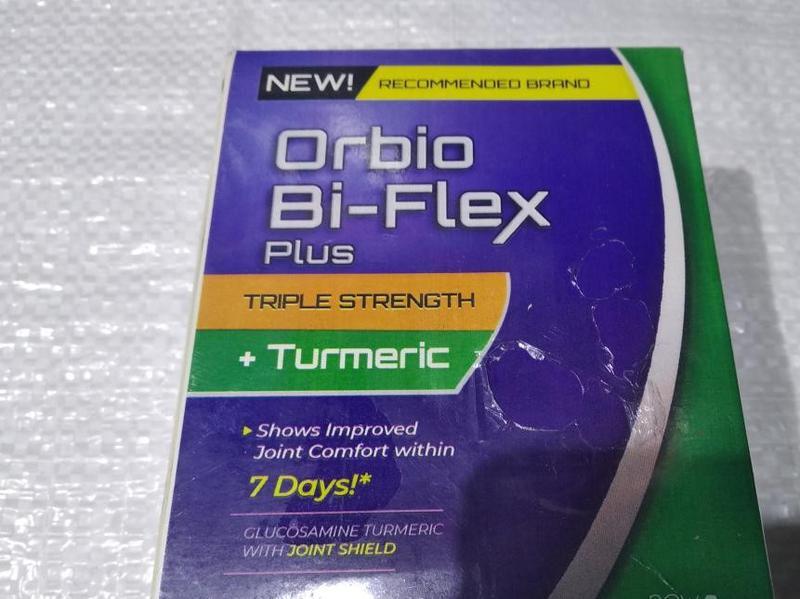 NEW! RECOMMENDED BRAND
Orbio
Bi-Flex
Plus
TRIPLE STRENGTH
+ Turmeric
Shows Improved
Joint Comfort within
7 Days!*
GLUCOSAMINE TURMERIC
WITH JOINT SHIELD